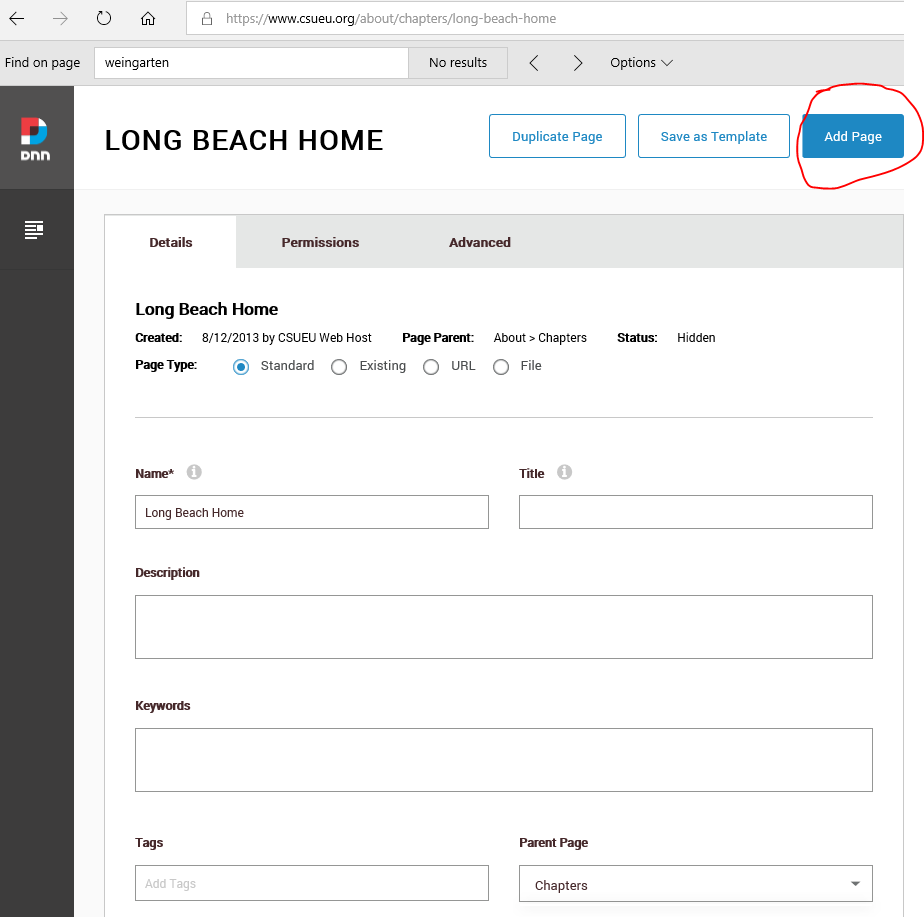 https://www.csueu.org/about/chapters/long-beach-home
Find on page weingarten No results Options
dnn
LONG BEACH HOME Duplicate Page Save as Template Add Page
Details Permissions Advanced
Long Beach Home
Created: 8/12/2013 by CSUEU Web Host Page Parent: About > Chapters Status: Hidden
Page Type: Standard Existing URL File
Name* Title
Long Beach Home
Description
Keywords
Tags Parent Page
Add Tags Chapters